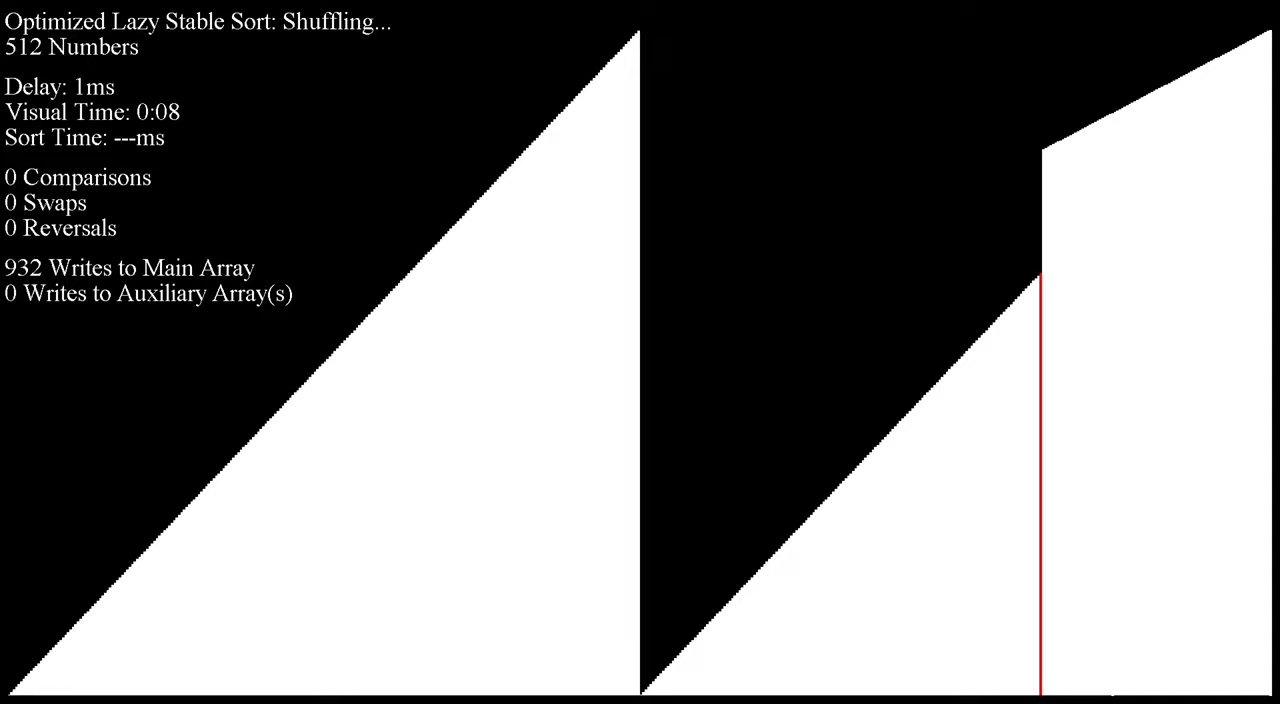 Optimized Lazy Stable Sort: Shuffling...
512 Numbers
Delay: 1ms
Visual Time: 0:08
Sort Time: ---ms
0 Comparisons
0 Swaps
0 Reversals
932 Writes to Main Array
0 Writes to Auxiliary Array(s)